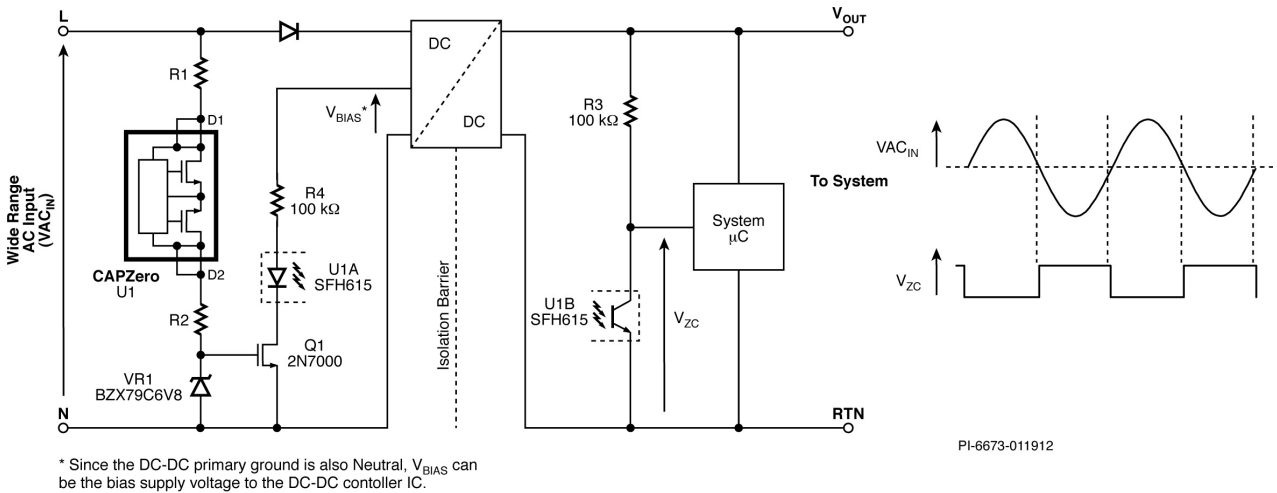 L
VOUT
DC
R1
VBIAS*
R3
100 kΩ
D1
DC
VACIN
Wide Range
AC Input
(VACIN)
To System
R4
100 kΩ
System
μC
CAPZero
U1
D2
U1A
SFH615
VZC
Isolation Barrier
U1B
SFH615
VZC
R2
Q1
2N7000
VR1
BZX79C6V8
N
RTN
PI-6673-011912
* Since the DC-DC primary ground is also Neutral, VBIAS can
be the bias supply voltage to the DC-DC contoller IC.